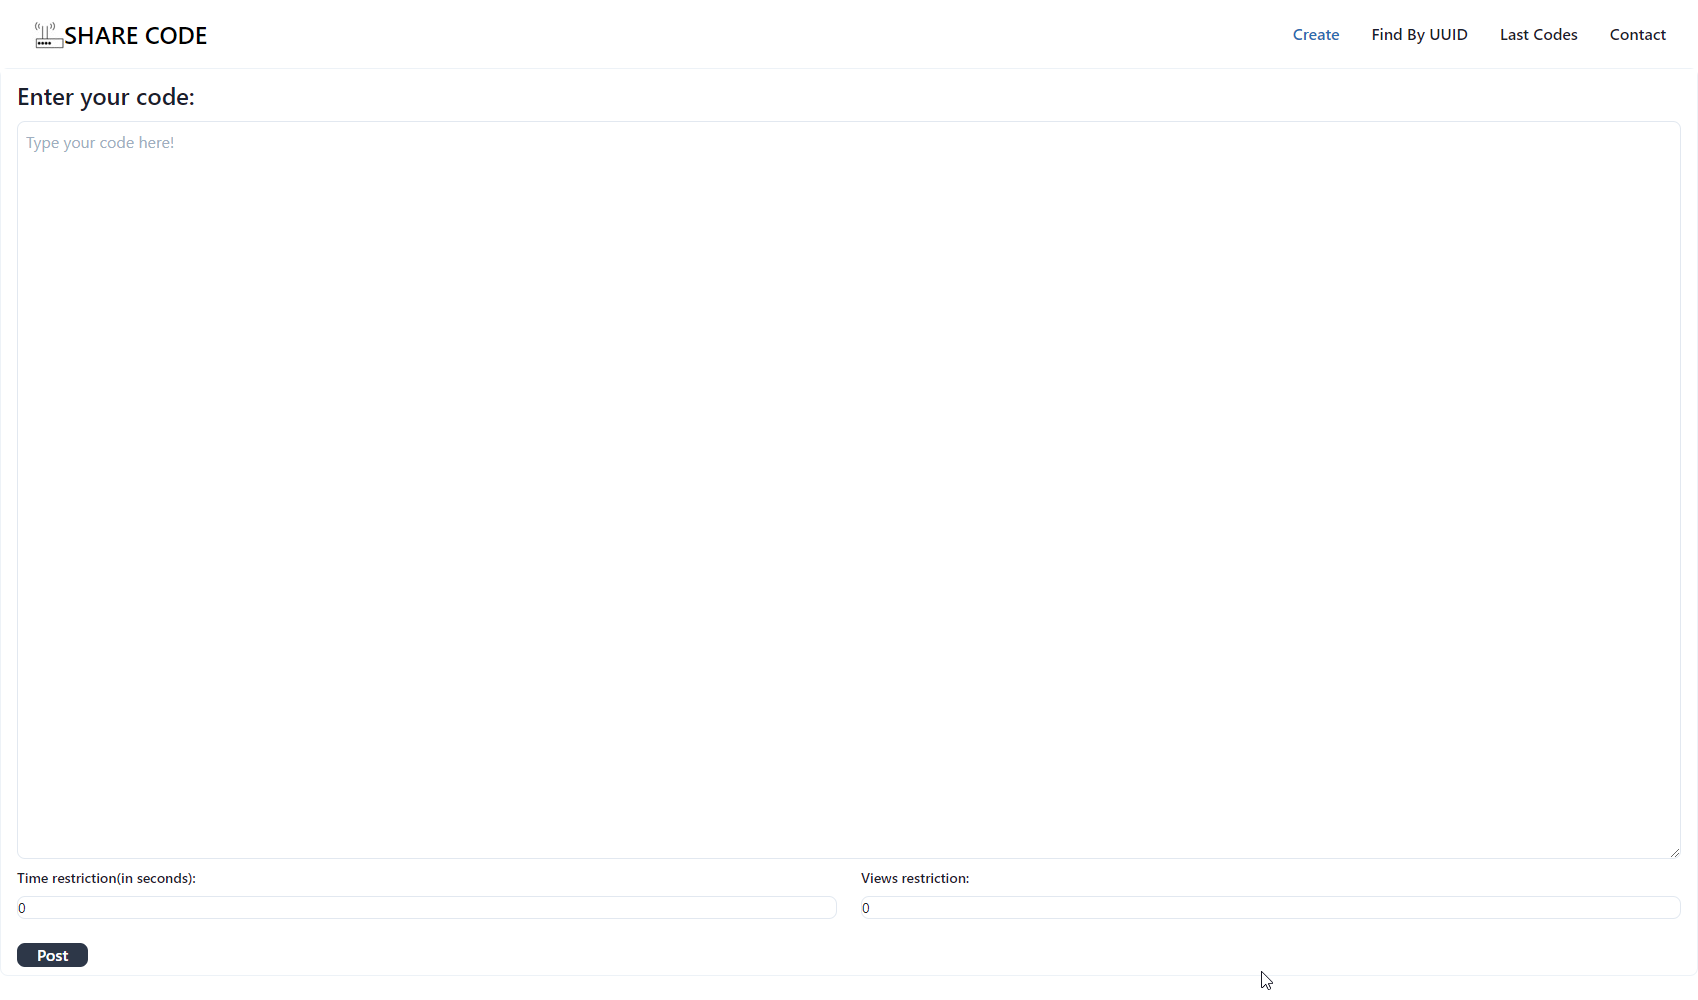 SHARE CODE
Create Find By UUID Last Codes Contact
Enter your code:
Type your code here!
Time restriction(in seconds): Views restriction:
0 0
Post